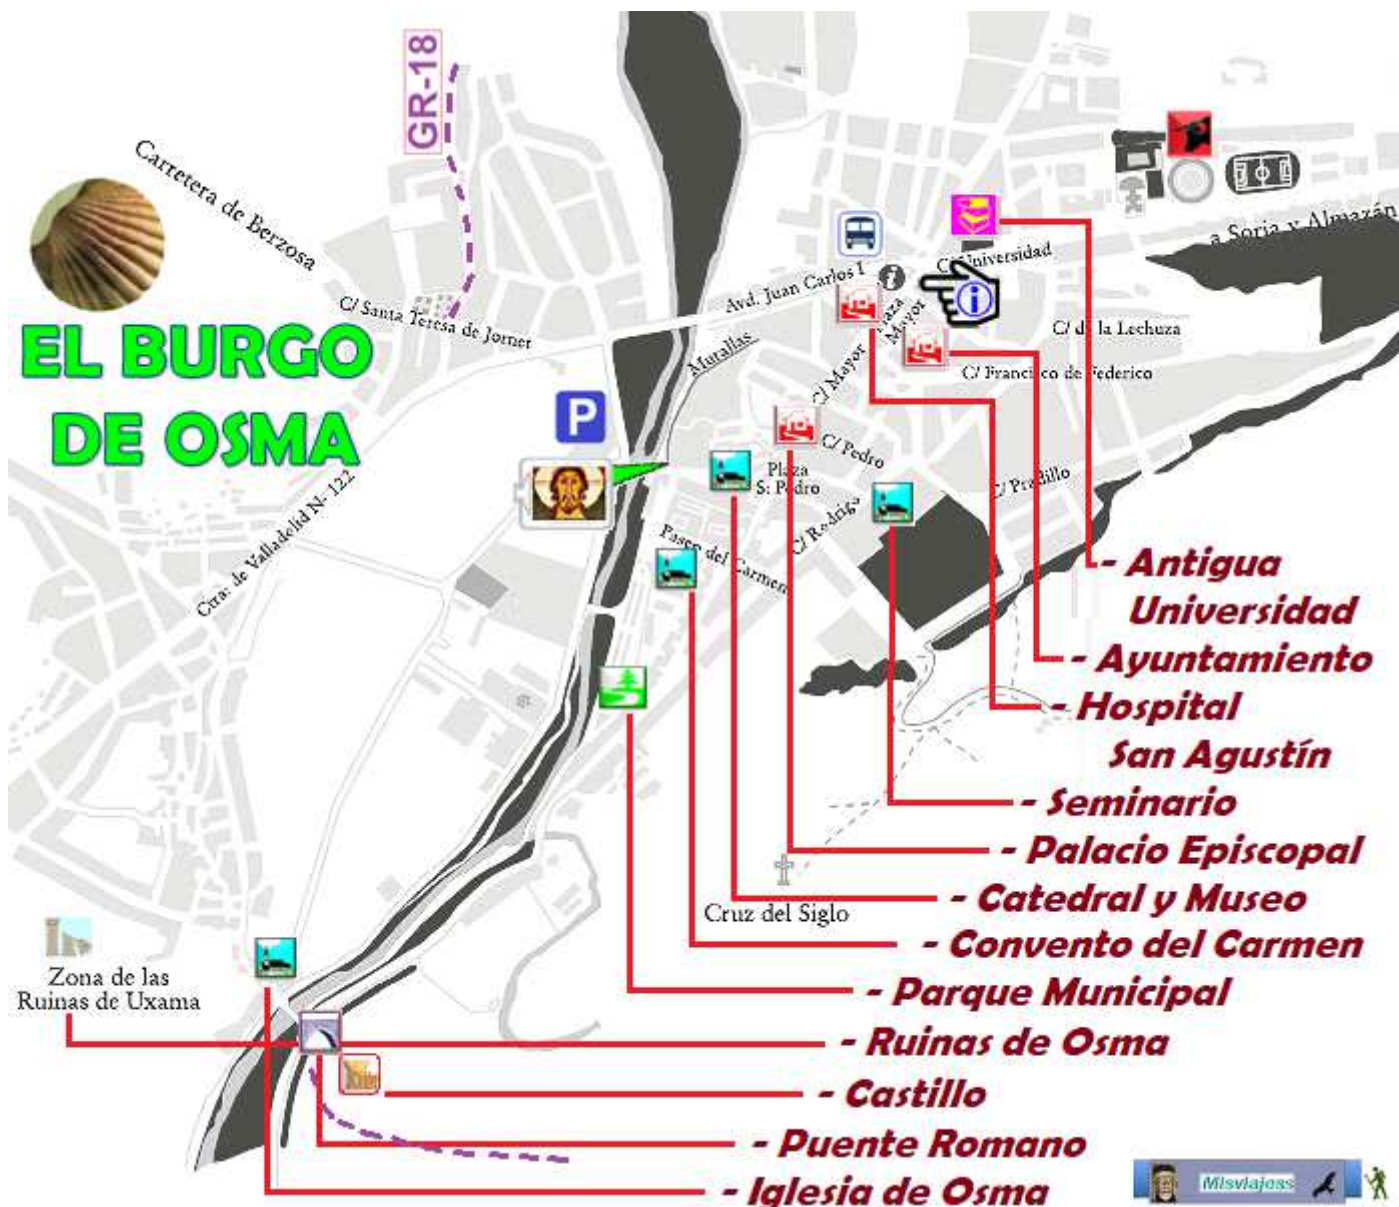 GR-18
Carretera de Berzosa
EL BURGO
DE OSMA
a Soria y Almazán
C/ Universidad
Avd. Juan Carlos I
C/ Santa Teresa de Jornet
Plaza
Mayor
C/ de la Lechuza
Murallas
C/ Mayor
C/ Francisco de Federico
P
C/ Pedro
Plaza
S: Pedro
C/ Pradillo
C/ Rodrigo
Ctra: de Valladolid N- 122
Paseo del Carmen
- Antigua
Universidad
- Ayuntamiento
- Hospital
San Agustín
- Seminario
- Palacio Episcopal
- Catedral y Museo
Cruz del Siglo
- Convento del Carmen
Zona de las
Ruinas de Uxama
- Parque Municipal
- Ruinas de Osma
- Castillo
- Puente Romano
- Iglesia de Osma
Misviajess